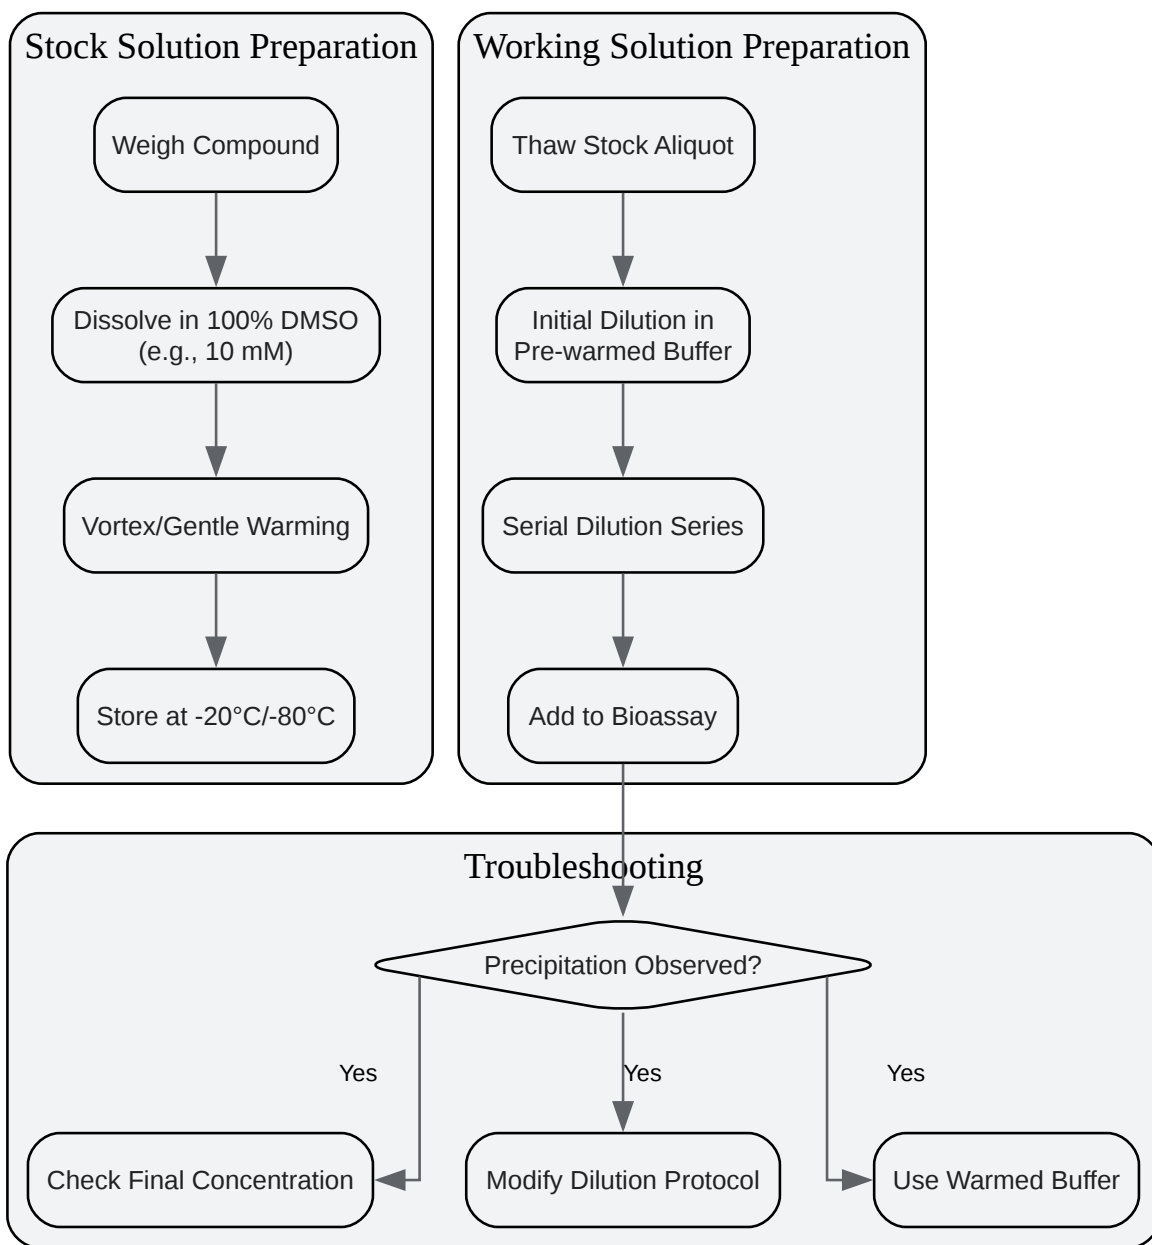 Stock Solution Preparation
Weigh Compound
Dissolve in 100% DMSO
(e.g., 10 mM)
Vortex/Gentle Warming
Store at -20°C/-80°C
Working Solution Preparation
Thaw Stock Aliquot
Initial Dilution in
Pre-warmed Buffer
Serial Dilution Series
Add to Bioassay
Troubleshooting
Precipitation Observed?
Yes
Yes
Yes
Check Final Concentration
Modify Dilution Protocol
Use Warmed Buffer